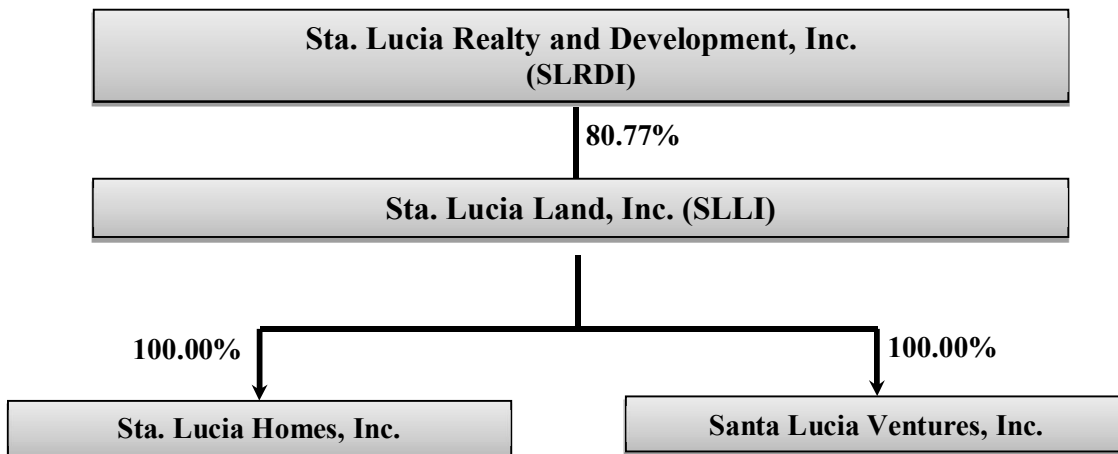 Sta. Lucia Realty and Development, Inc.
(SLRDI)
80.77%
Sta. Lucia Land, Inc. (SLLI)
100.00%
100.00%
Sta. Lucia Homes, Inc.
Santa Lucia Ventures, Inc.